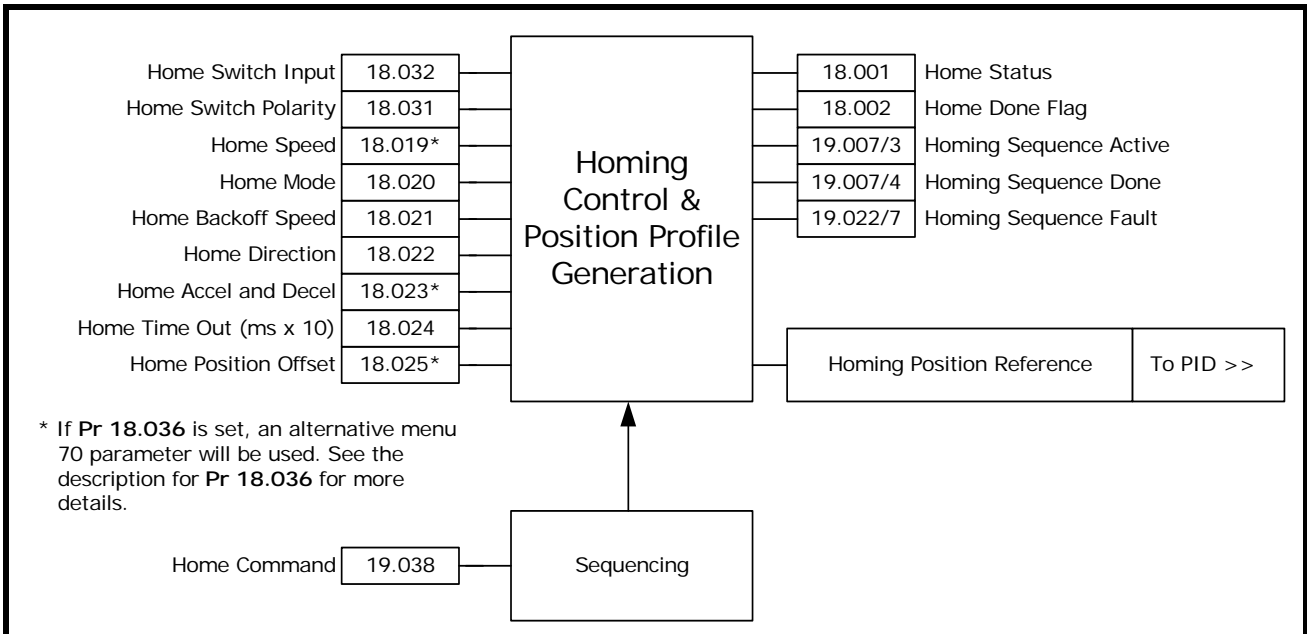 Home Switch Input 18.032
Home Switch Polarity 18.031
Home Speed 18.019*
Home Mode 18.020
Home Backoff Speed 18.021
Home Direction 18.022
Home Accel and Decel 18.023*
Home Time Out (ms x 10) 18.024
Home Position Offset 18.025*
Homing
Control &
Position Profile
Generation
18.001 Home Status
18.002 Home Done Flag
19.007/3 Homing Sequence Active
19.007/4 Homing Sequence Done
19.022/7 Homing Sequence Fault
Homing Position Reference To PID >>
* If Pr 18.036 is set, an alternative menu
70 parameter will be used. See the
description for Pr 18.036 for more
details.
Home Command 19.038
Sequencing